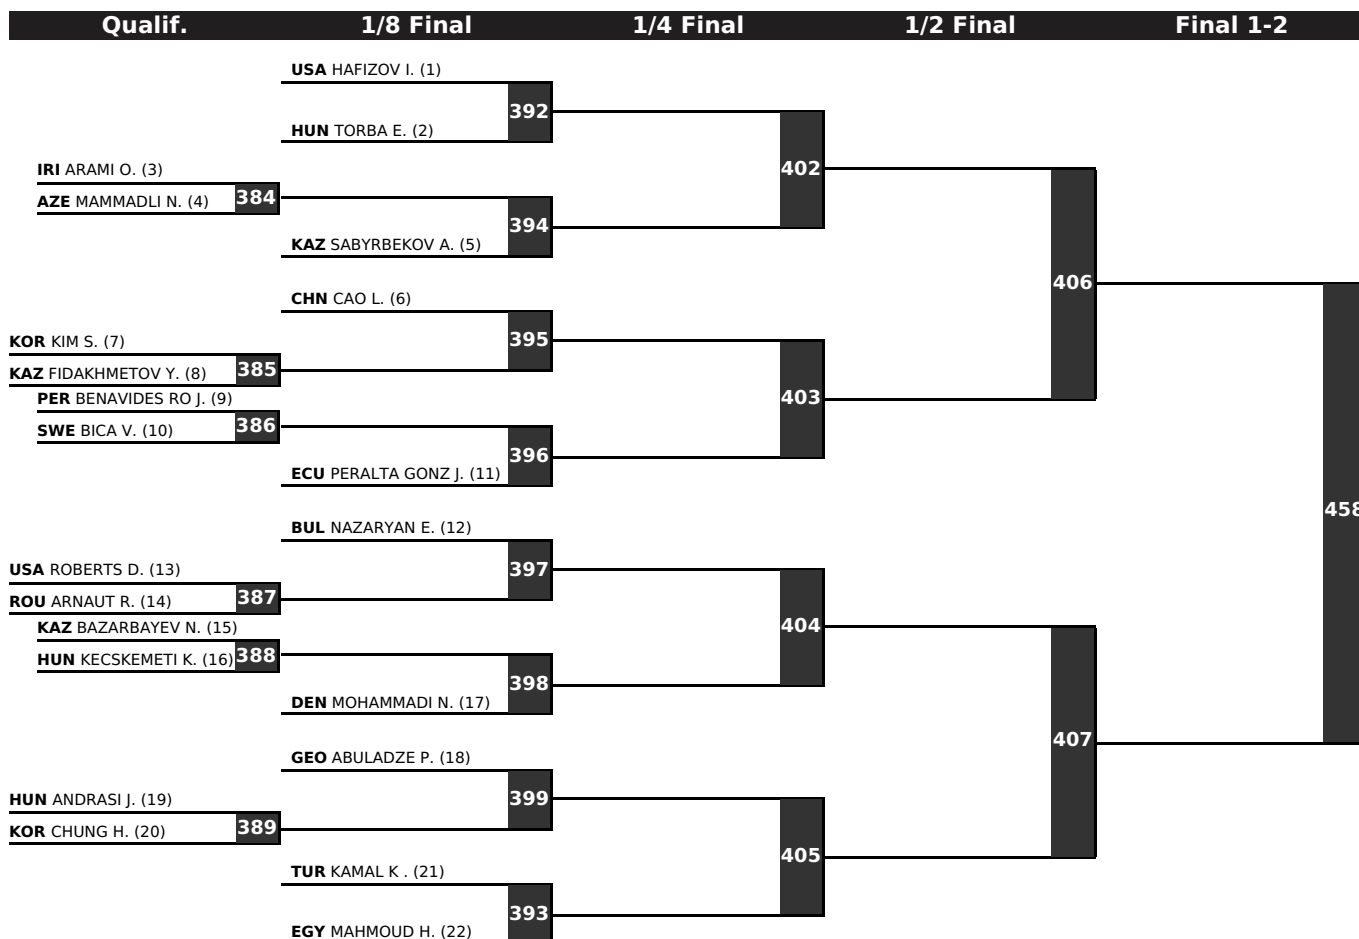 Qualif. 1/8 Final 1/4 Final 1/2 Final Final 1-2
USA HAFIZOV I. (1)
392
HUN TORBA E. (2)
IRI ARAMI O. (3)
402
384
AZE MAMMADLI N. (4)
394
KAZ SABYRBEKOV A. (5)
406
CHN CAO L. (6)
395
KOR KIM S. (7)
385
KAZ FIDAKHMETOV Y. (8)
PER BENAVIDES RO J. (9)
403
386
SWE BICA V. (10)
396
ECU PERALTA GONZ J. (11)
458
BUL NAZARYAN E. (12)
397
USA ROBERTS D. (13)
387
ROU ARNAUT R. (14)
KAZ BAZARBAYEV N. (15)
404
388
HUN KECSKEMETI K. (16)
398
DEN MOHAMMADI N. (17)
407
GEO ABULADZE P. (18)
399
HUN ANDRASI J. (19)
389
KOR CHUNG H. (20)
405
TUR KAMAL K . (21)
393
EGY MAHMOUD H. (22)